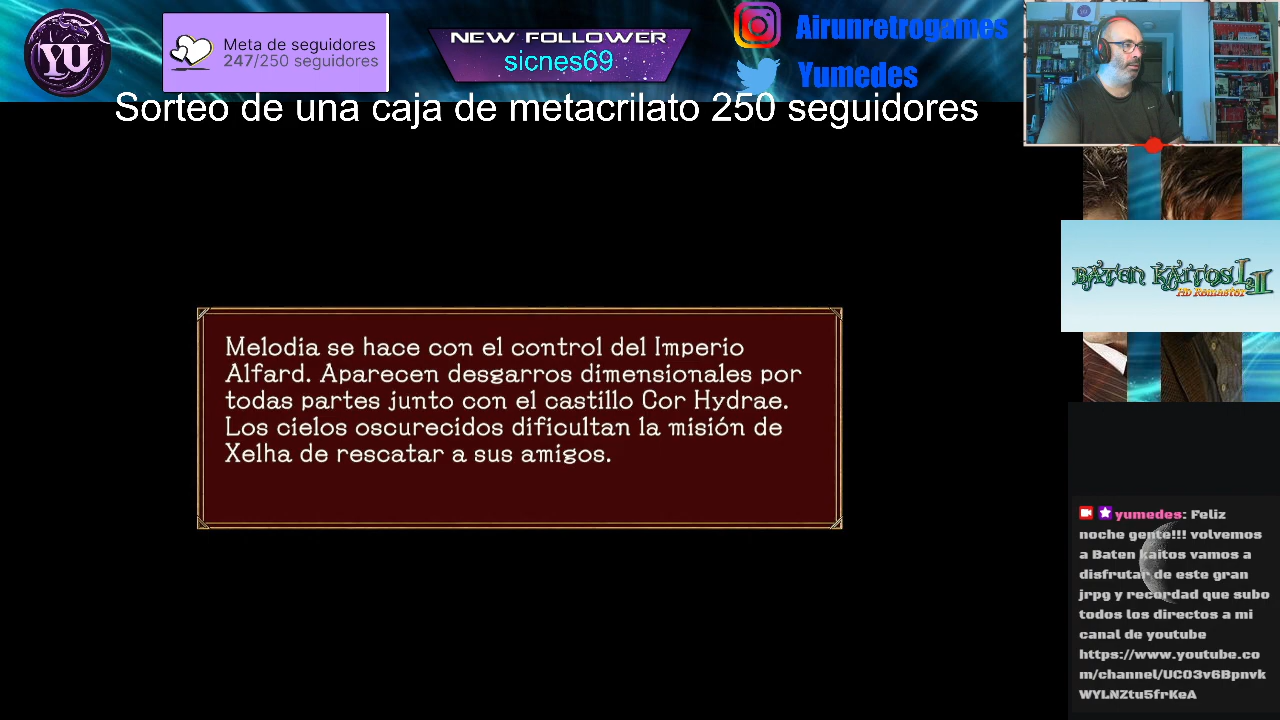 YU
Meta de seguidores
247/250 seguidores
NEW FOLLOWER
sicnes69
Airunretrogames
Yumedes
Sorteo de una caja de metacrilato 250 seguidores
BATEN KAITOS I & II
HD Remaster
Melodia se hace con el control del Imperio
Alfard. Aparecen desgarros dimensionales por
todas partes junto con el castillo Cor Hydrae.
Los cielos oscurecidos dificultan la misión de
Xelha de rescatar a sus amigos.
yumedes: Feliz
noche gente!!! volvemos
a Baten kaitos vamos a
disfrutar de este gran
jrpg y recordad que subo
todos los directos a mi
canal de youtube
https://www.youtube.co
m/channel/UC03v6Bpnvk
WYLNZtu5frKeA